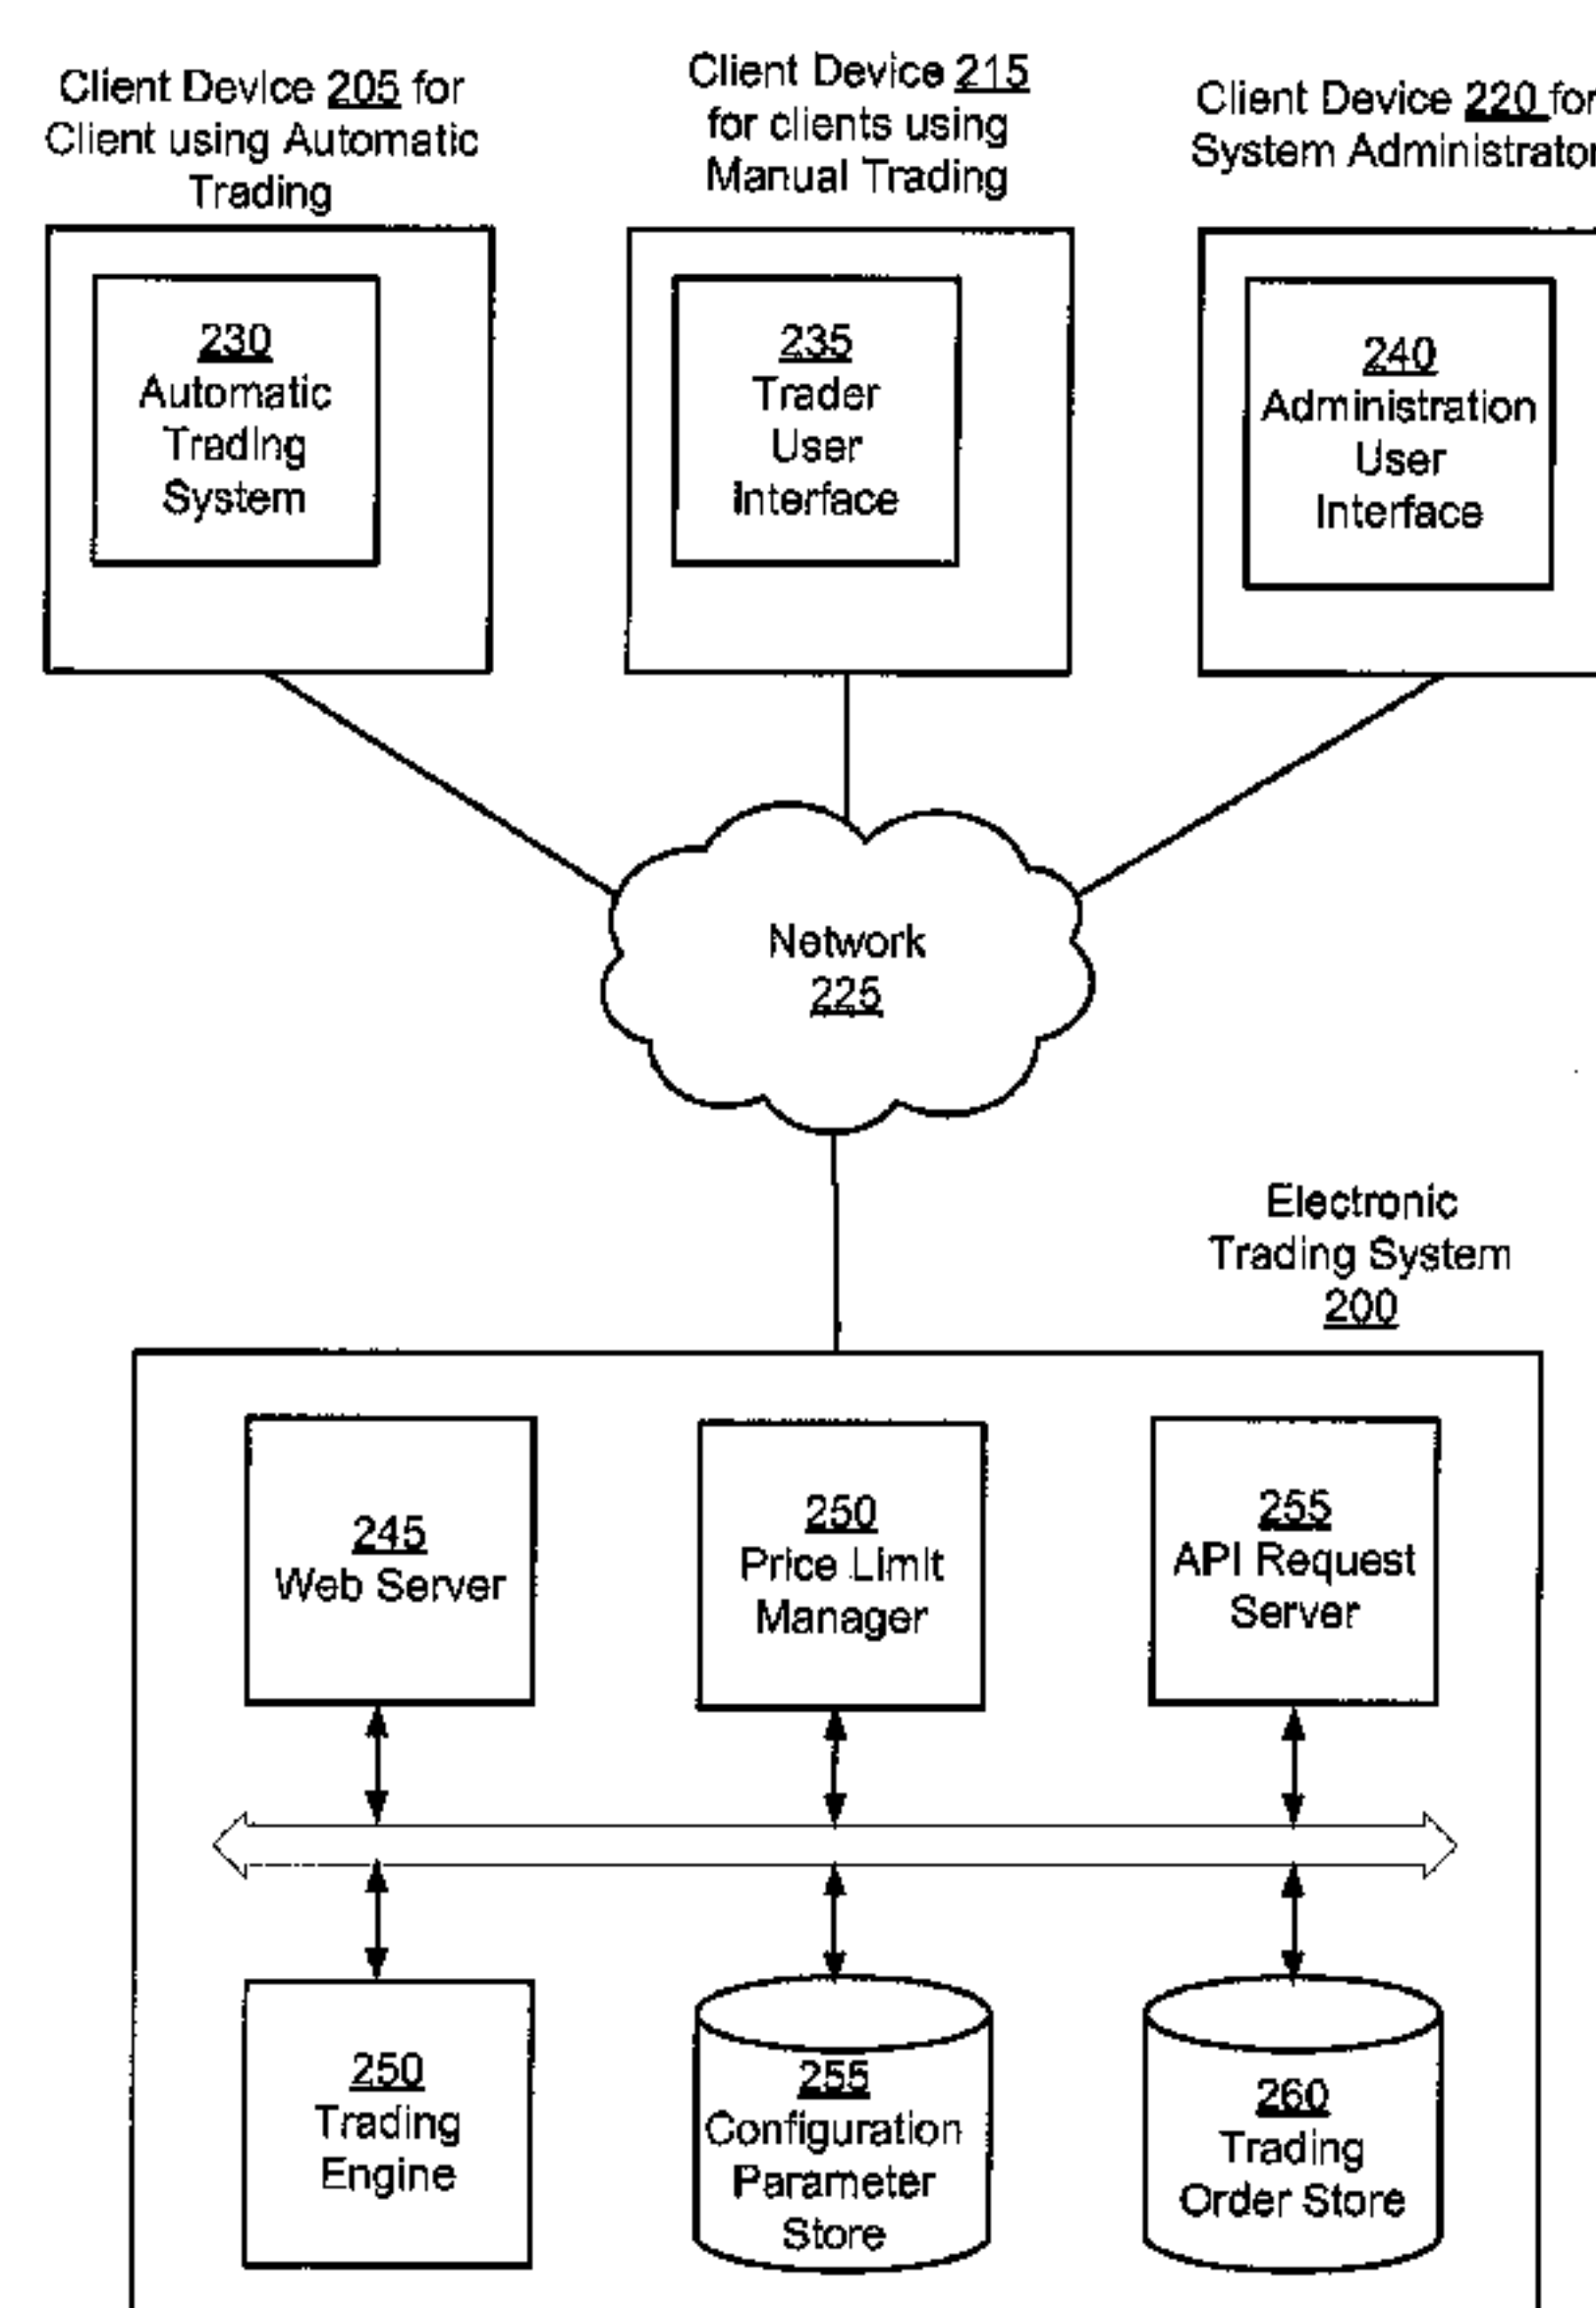 Client Device 205 for
Client using Automatic
Trading
Client Device 215
for clients using
Manual Trading
Client Device 220 for
System Administrator
230
Automatic
Trading
System
235
Trader
User
Interface
240
Administration
User
Interface
Network
225
Electronic
Trading System
200
245
Web Server
250
Price Limit
Manager
255
API Request
Server
250
Trading
Engine
255
Configuration
Parameter
Store
260
Trading
Order Store